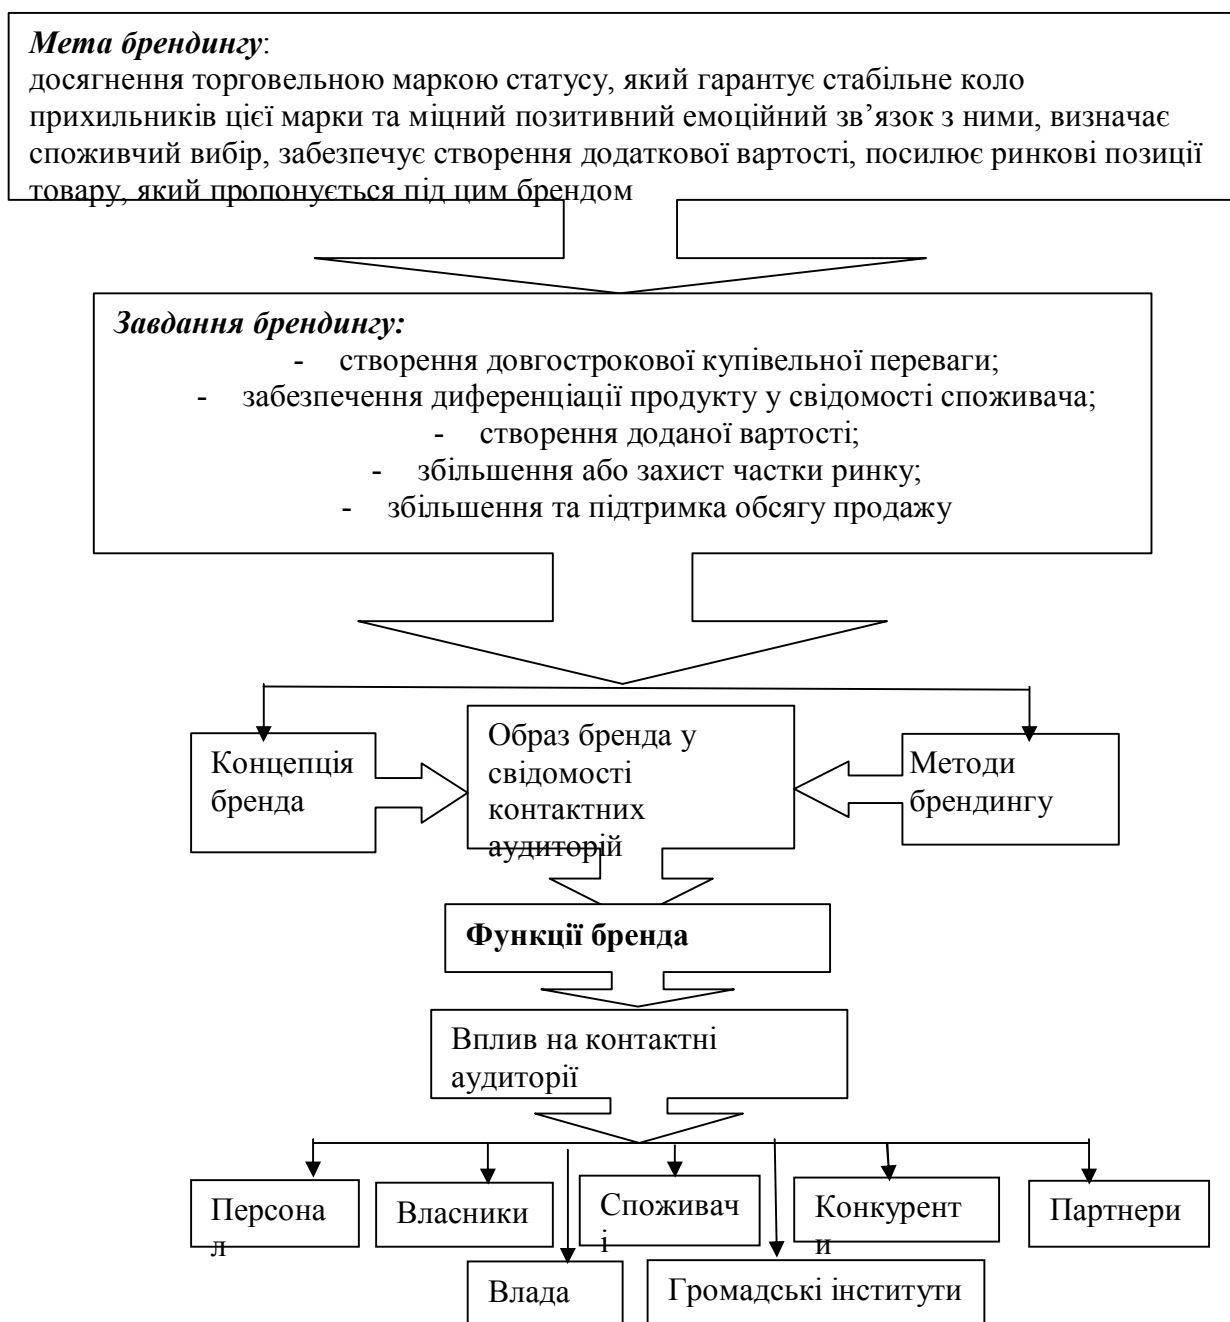 Мета брендингу:
досягнення торговельною маркою статусу, який гарантує стабільне коло
прихильників цієї марки та міцний позитивний емоційний зв’язок з ними, визначає
споживчий вибір, забезпечує створення додаткової вартості, посилює ринкові позиції
товару, який пропонується під цим брендом
Завдання брендингу:
- створення довгострокової купівельної переваги;
- забезпечення диференціації продукту у свідомості споживача;
- створення доданої вартості;
- збільшення або захист частки ринку;
- збільшення та підтримка обсягу продажу
Концепція
бренда
Образ бренда у
свідомості
контактних
аудиторій
Методи
брендингу
Функції бренда
Вплив на контактні
аудиторії
Персона
л
Власники
Споживач
і
Конкурент
и
Партнери
Влада
Громадські інститути